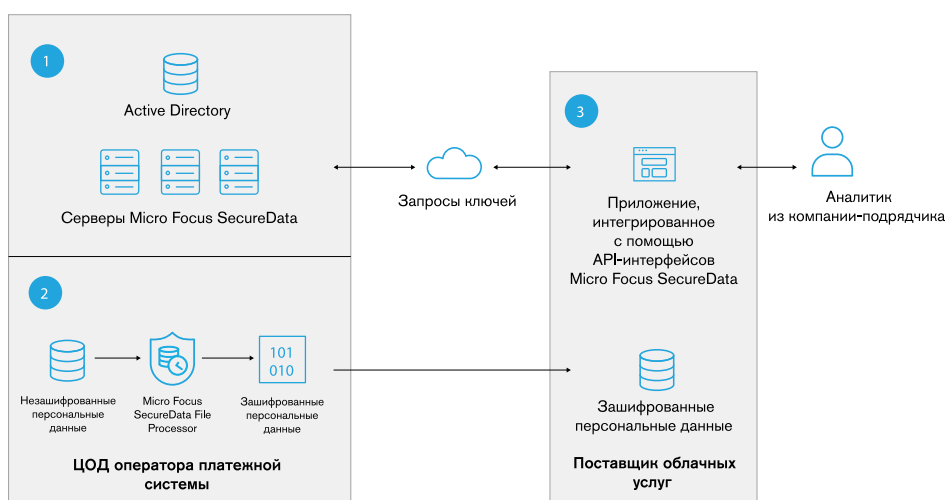 1
Active Directory
Серверы Micro Focus SecureData
Запросы ключей
3
Приложение,
интегрированное
с помощью
API-интерфейсов
Micro Focus SecureData
Аналитик
из компании-подрядчика
2
Незашифрованные
персональные
данные
Micro Focus
SecureData File
Processor
101
010
Зашифрованные
персональные
данные
ЦОД оператора платежной
системы
Зашифрованные
персональные данные
Поставщик облачных
услуг